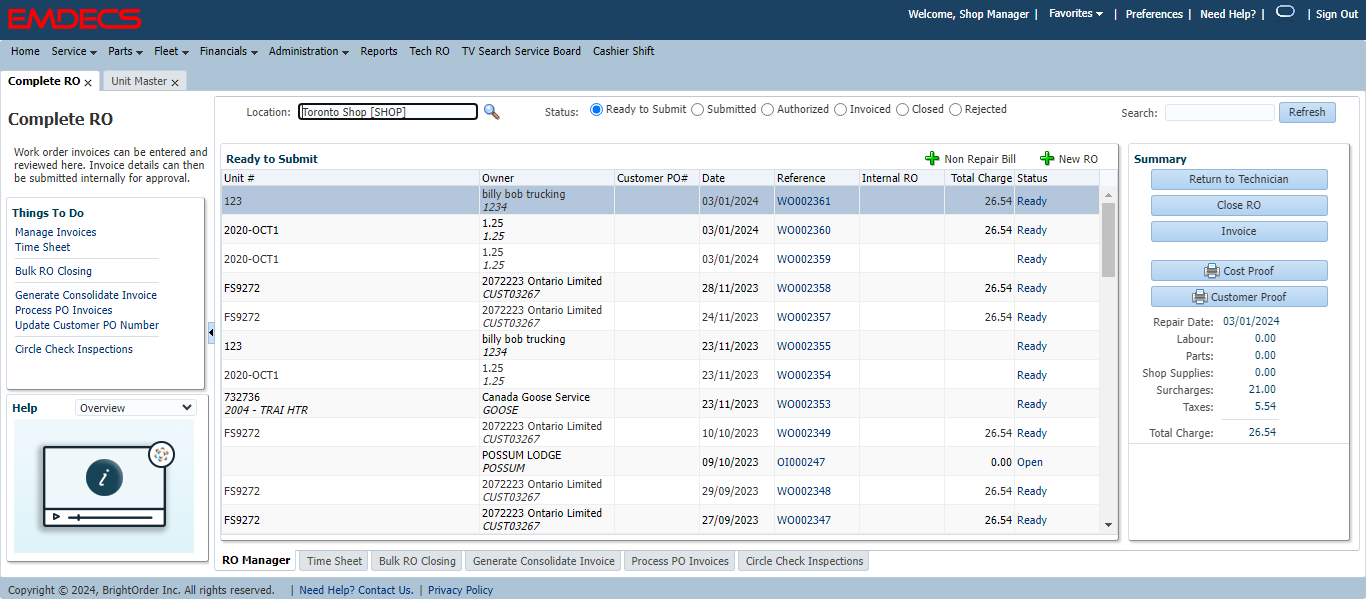 EMDECS
Welcome, Shop Manager | Favorites | Preferences | Need Help? | | Sign Out
Home Service Parts Fleet Financials Administration Reports Tech RO TV Search Service Board Cashier Shift
Complete RO x Unit Master x
Complete RO
Work order invoices can be entered and
reviewed here. Invoice details can then
be submitted internally for approval.
Things To Do
Manage Invoices
Time Sheet
Bulk RO Closing
Generate Consolidate Invoice
Process PO Invoices
Update Customer PO Number
Circle Check Inspections
Help Overview
i
Location: Toronto Shop [SHOP] Status: Ready to Submit Submitted Authorized Invoiced Closed Rejected Search: Refresh
Ready to Submit Non Repair Bill New RO
Unit # Owner Customer PO# Date Reference Internal RO Total Charge Status
123 billy bob trucking 03/01/2024 WO002361 26.54 Ready
1234
2020-OCT1 1.25 03/01/2024 WO002360 26.54 Ready
1.25
2020-OCT1 1.25 03/01/2024 WO002359 Ready
1.25
FS9272 2072223 Ontario Limited 28/11/2023 WO002358 26.54 Ready
CUST03267
FS9272 2072223 Ontario Limited 24/11/2023 WO002357 26.54 Ready
CUST03267
123 billy bob trucking 23/11/2023 WO002355 Ready
1234
2020-OCT1 1.25 23/11/2023 WO002354 Ready
1.25
732736 Canada Goose Service 23/11/2023 WO002353 Ready
2004 - TRAI HTR GOOSE
FS9272 2072223 Ontario Limited 10/10/2023 WO002349 26.54 Ready
CUST03267
POSSUM LODGE 09/10/2023 OI000247 0.00 Open
POSSUM
FS9272 2072223 Ontario Limited 29/09/2023 WO002348 26.54 Ready
CUST03267
FS9272 2072223 Ontario Limited 27/09/2023 WO002347 26.54 Ready
CUST03267
Summary
Return to Technician
Close RO
Invoice
Cost Proof
Customer Proof
Repair Date: 03/01/2024
Labour: 0.00
Parts: 0.00
Shop Supplies: 0.00
Surcharges: 21.00
Taxes: 5.54
Total Charge: 26.54
RO Manager Time Sheet Bulk RO Closing Generate Consolidate Invoice Process PO Invoices Circle Check Inspections
Copyright © 2024, BrightOrder Inc. All rights reserved. | Need Help? Contact Us. | Privacy Policy